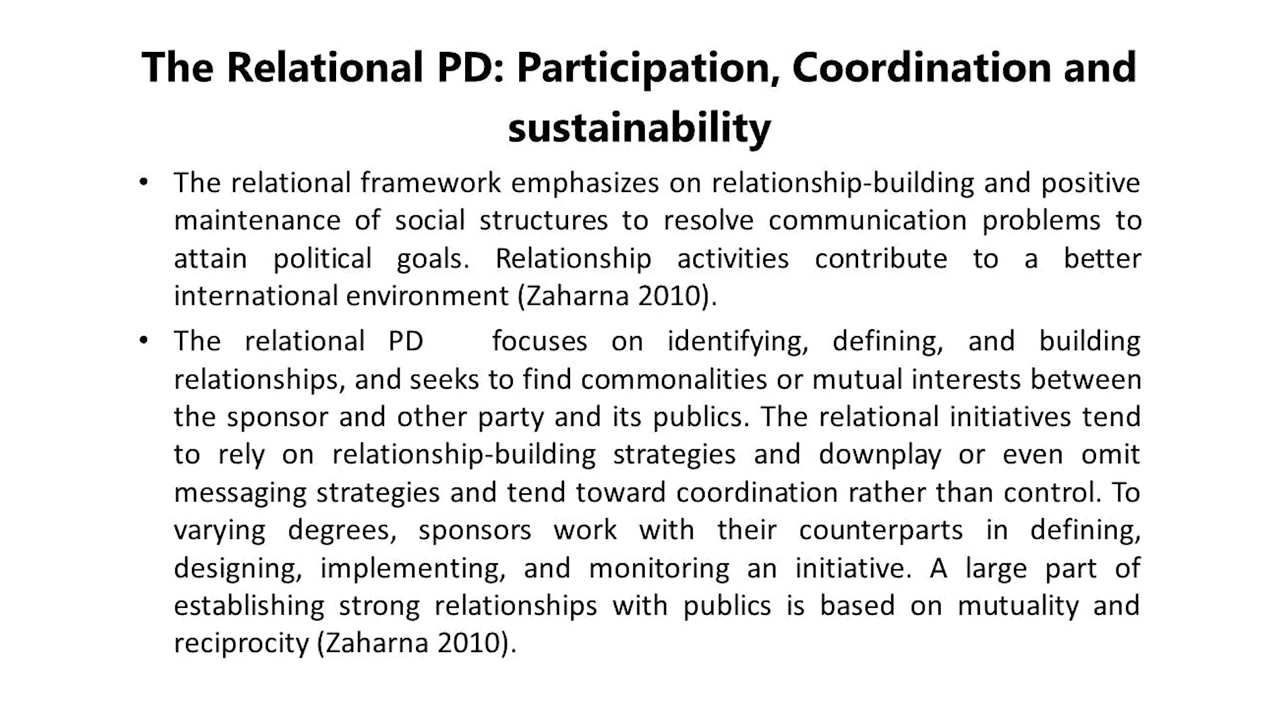 The Relational PD: Participation, Coordination and
sustainability
• The relational framework emphasizes on relationship-building and positive
maintenance of social structures to resolve communication problems to
attain political goals. Relationship activities contribute to a better
international environment (Zaharna 2010).
• The relational PD focuses on identifying, defining, and building
relationships, and seeks to find commonalities or mutual interests between
the sponsor and other party and its publics. The relational initiatives tend
to rely on relationship-building strategies and downplay or even omit
messaging strategies and tend toward coordination rather than control. To
varying degrees, sponsors work with their counterparts in defining,
designing, implementing, and monitoring an initiative. A large part of
establishing strong relationships with publics is based on mutuality and
reciprocity (Zaharna 2010).